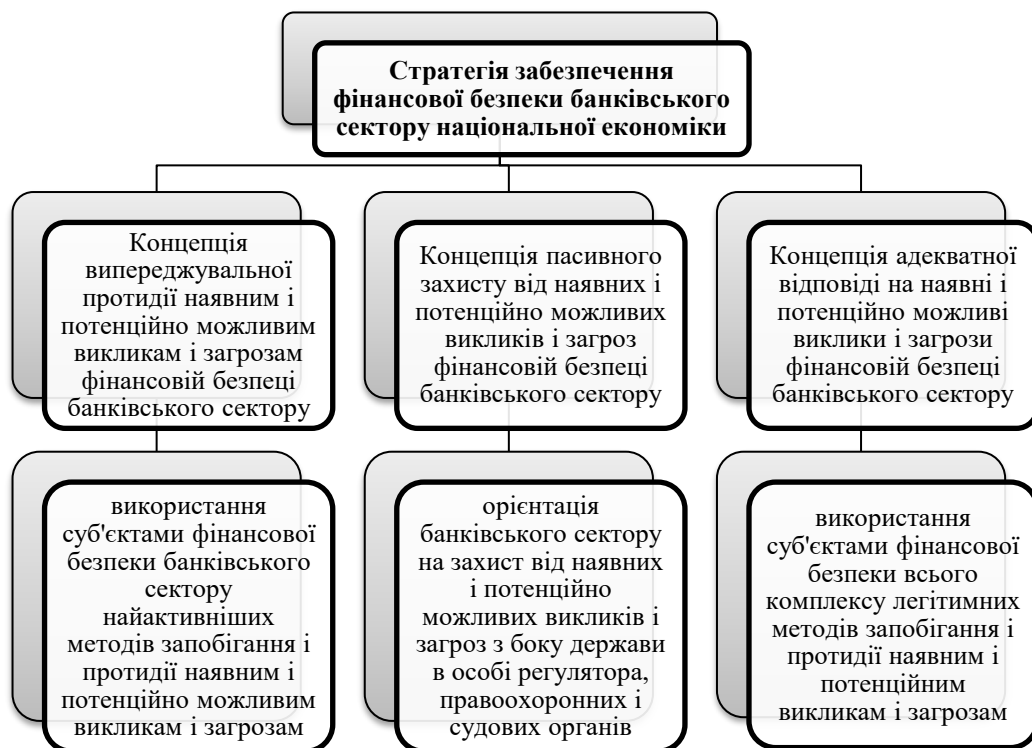 Стратегія забезпечення
фінансової безпеки банківського
сектору національної економіки
Концепція
випереджувальної
протидії наявним і
потенційно можливим
викликам і загрозам
фінансовій безпеці
банківського сектору
Концепція пасивного
захисту від наявних і
потенційно можливих
викликів і загроз
фінансовій безпеці
банківського сектору
Концепція адекватної
відповіді на наявні і
потенційно можливі
виклики і загрози
фінансовій безпеці
банківського сектору
використання
суб'єктами фінансової
безпеки банківського
сектору
найактивніших
методів запобігання і
протидії наявним і
потенційно можливим
викликам і загрозам
орієнтація
банківського сектору
на захист від наявних
і потенційно
можливих викликів і
загроз з боку держави
в особі регулятора,
правоохоронних і
судових органів
використання
суб'єктами фінансової
безпеки всього
комплексу легітимних
методів запобігання і
протидії наявним і
потенційним
викликам і загрозам